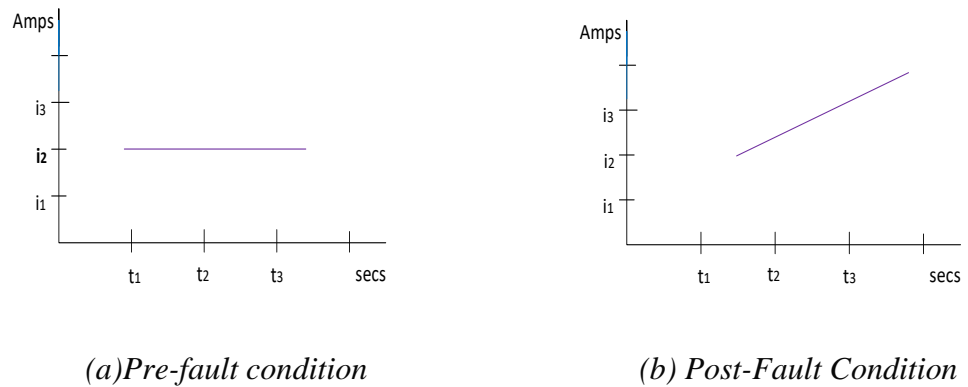 Amps
i3
i2
i1
t1
t2
t3
secs
(a)Pre-fault condition
Amps
i3
i2
i1
t1
t2
t3
secs
(b) Post-Fault Condition